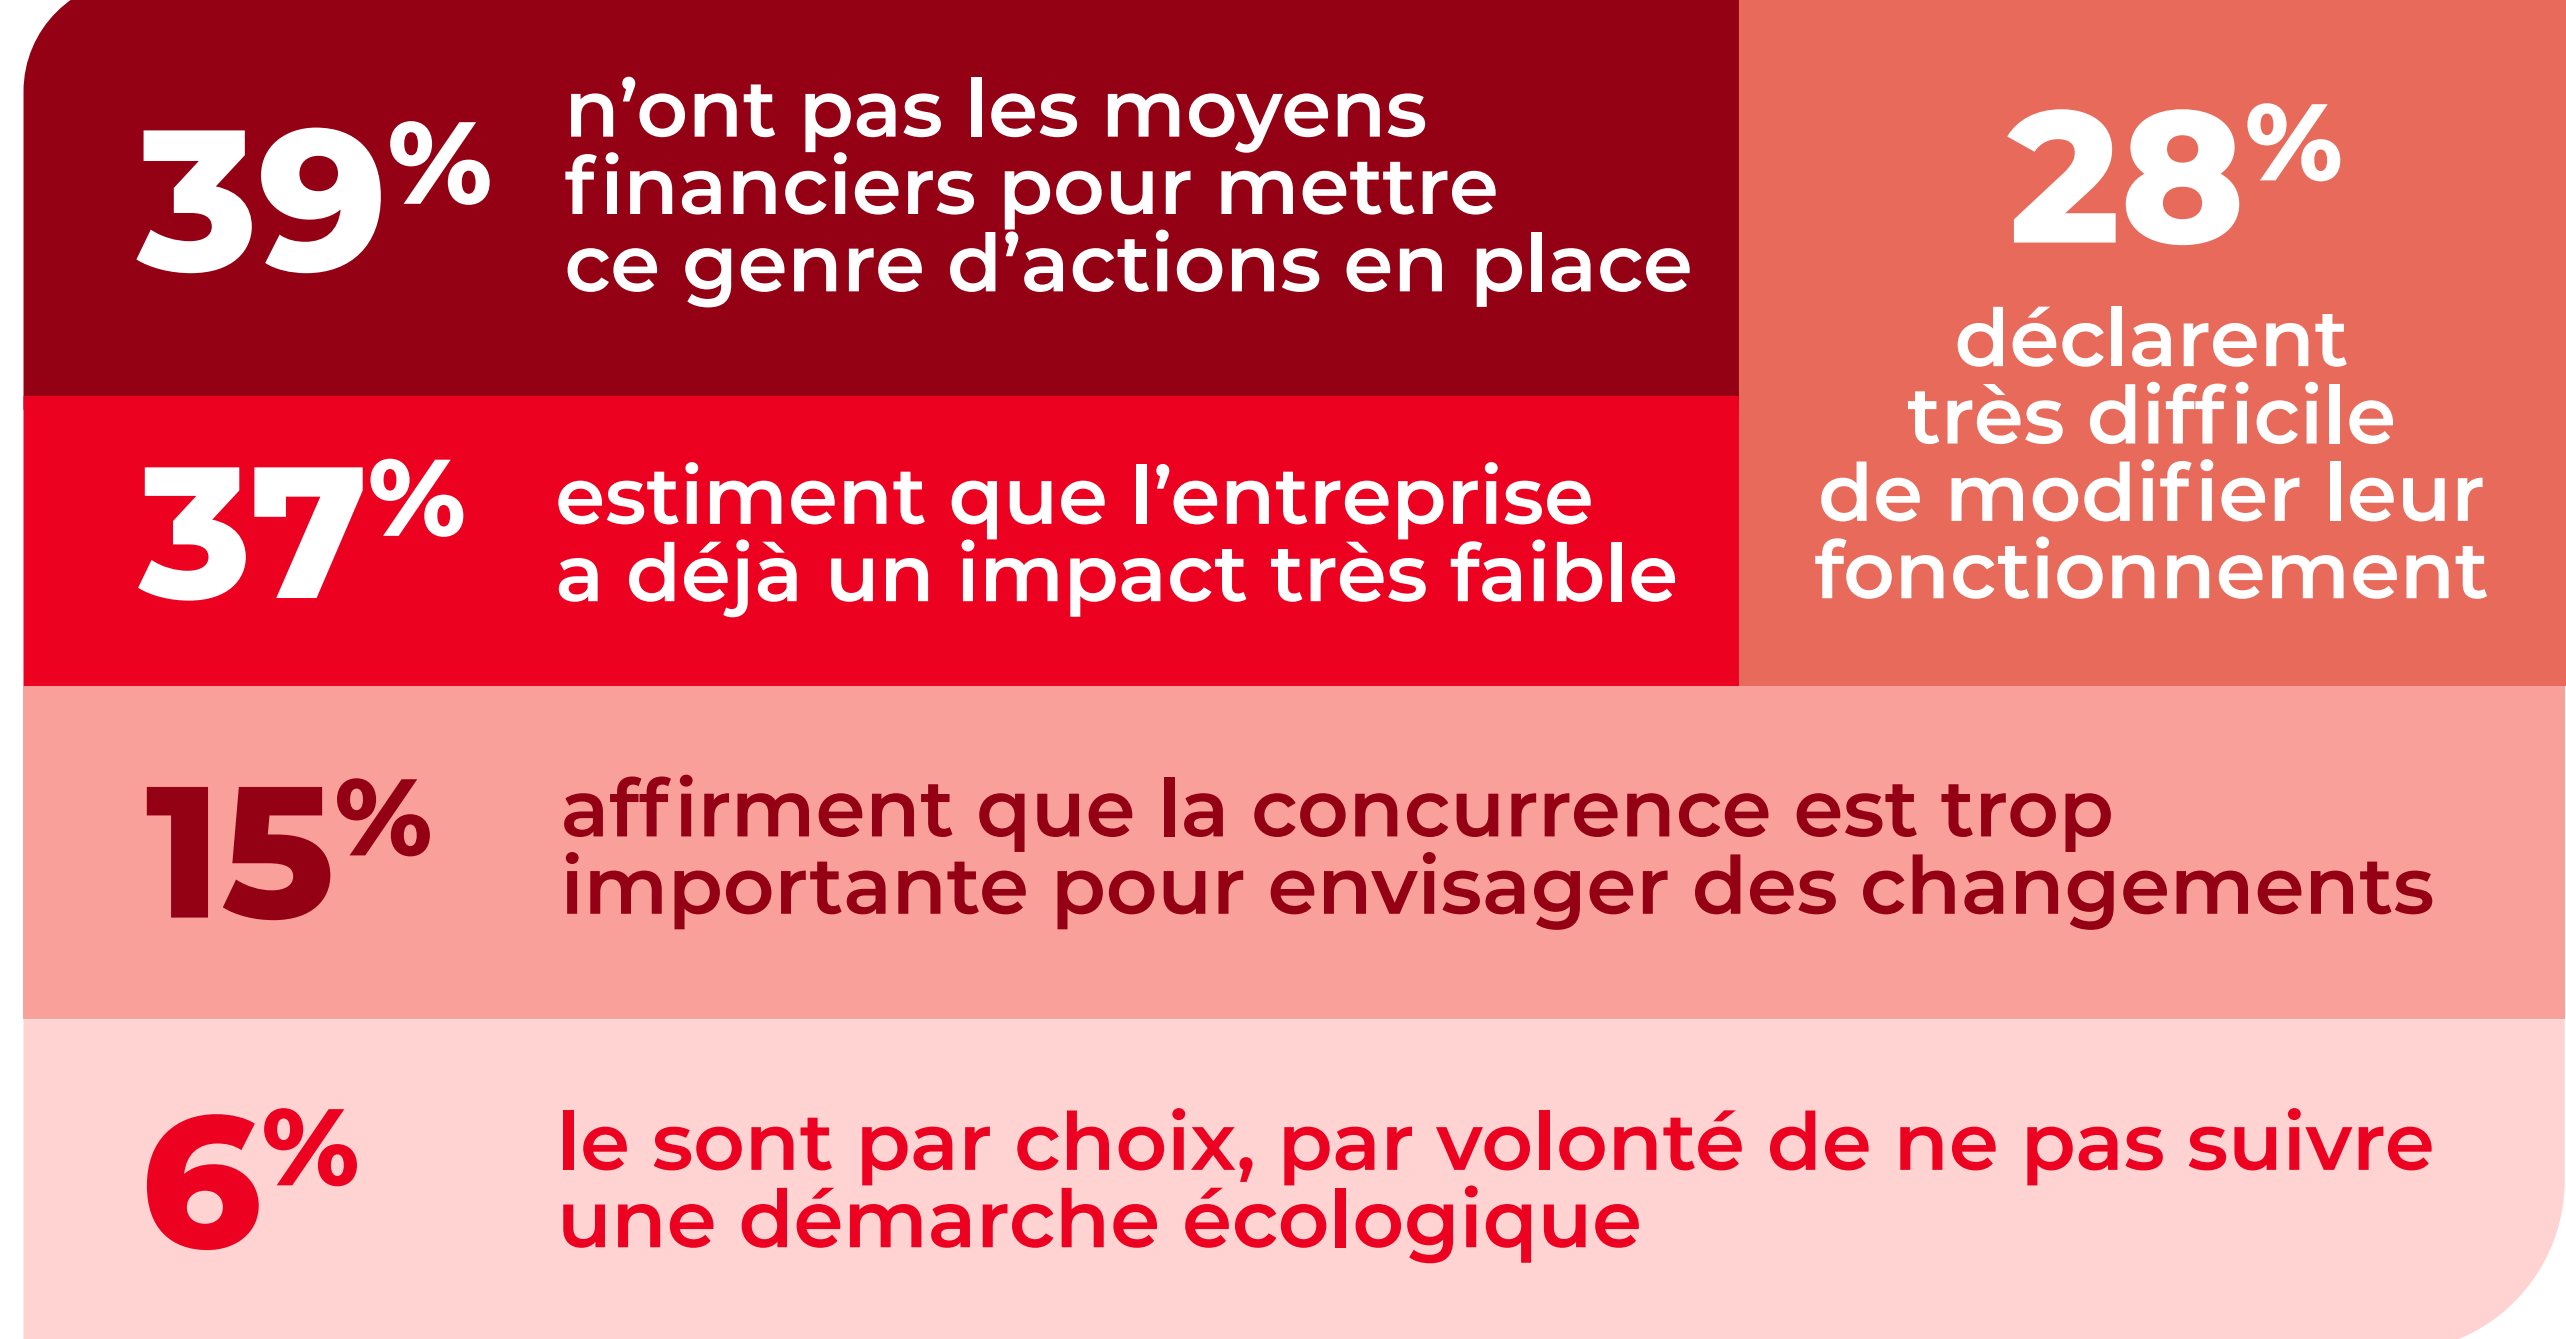 39%
n’ont pas les moyens
financiers pour mettre
ce genre d’actions en place
28%
déclarent
très difficile
de modifier leur
fonctionnement
37%
estiment que l’entreprise
a déjà un impact très faible
15%
affirment que la concurrence est trop
importante pour envisager des changements
6%
le sont par choix, par volonté de ne pas suivre
une démarche écologique